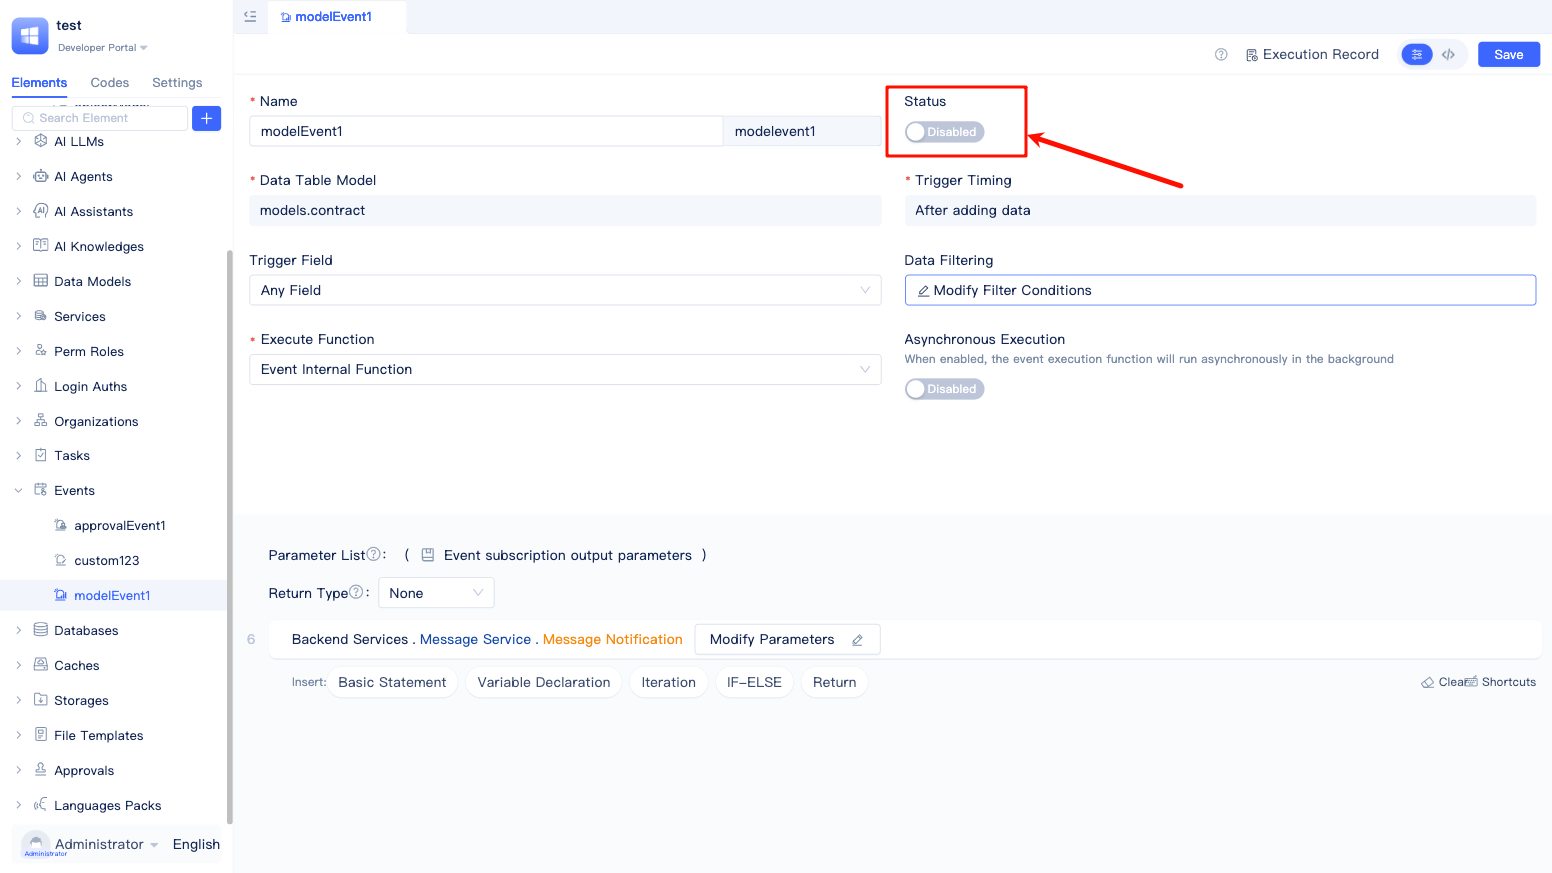 test
Developer Portal
Elements Codes Settings
Search Element
AI LLMs
AI Agents
AI Assistants
AI Knowledges
Data Models
Services
Perm Roles
Login Auths
Organizations
Tasks
Events
approvalEvent1
custom123
modelEvent1
Databases
Caches
Storages
File Templates
Approvals
Languages Packs
Administrator English
Administrator
modelEvent1
Execution Record Save
* Name
modelEvent1 modelevent1
Status
Disabled
* Data Table Model
models.contract
* Trigger Timing
After adding data
Trigger Field
Any Field
Data Filtering
Modify Filter Conditions
* Execute Function
Event Internal Function
Asynchronous Execution
When enabled, the event execution function will run asynchronously in the background
Disabled
Parameter List : ( Event subscription output parameters )
Return Type : None
6 Backend Services . Message Service . Message Notification Modify Parameters
Insert: Basic Statement Variable Declaration Iteration IF-ELSE Return
Clear Shortcuts